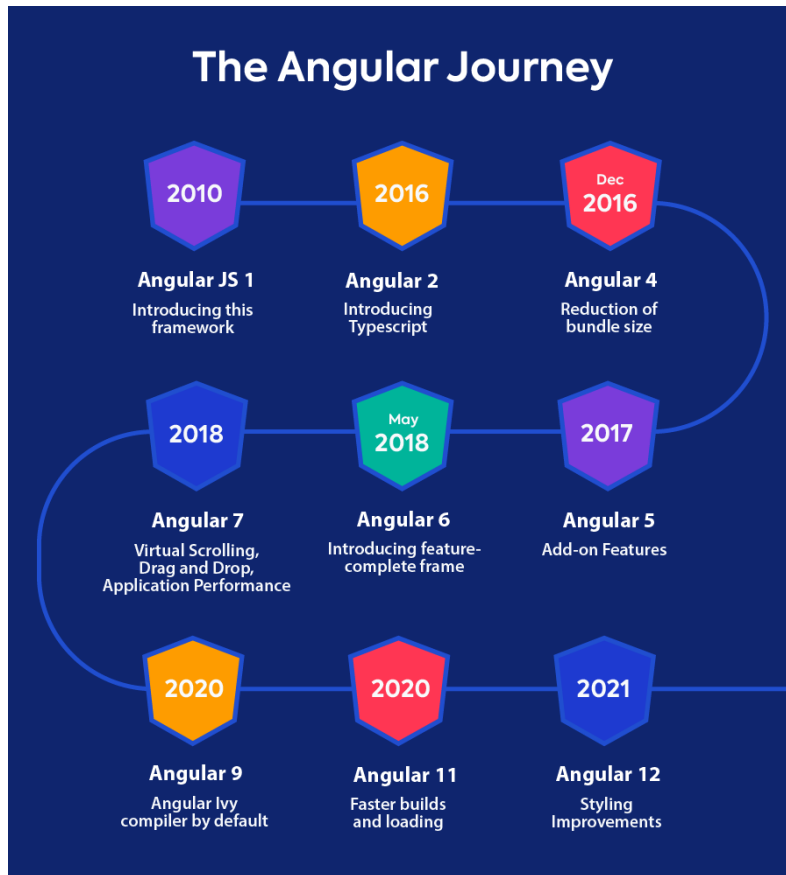 The Angular Journey
2010
Angular JS 1
Introducing this
framework
2016
Angular 2
Introducing
Typescript
Dec
2016
Angular 4
Reduction of
bundle size
2017
Angular 5
Add-on Features
May
2018
Angular 6
Introducing feature-
complete frame
2018
Angular 7
Virtual Scrolling,
Drag and Drop,
Application Performance
2020
Angular 9
Angular Ivy
compiler by default
2020
Angular 11
Faster builds
and loading
2021
Angular 12
Styling
Improvements